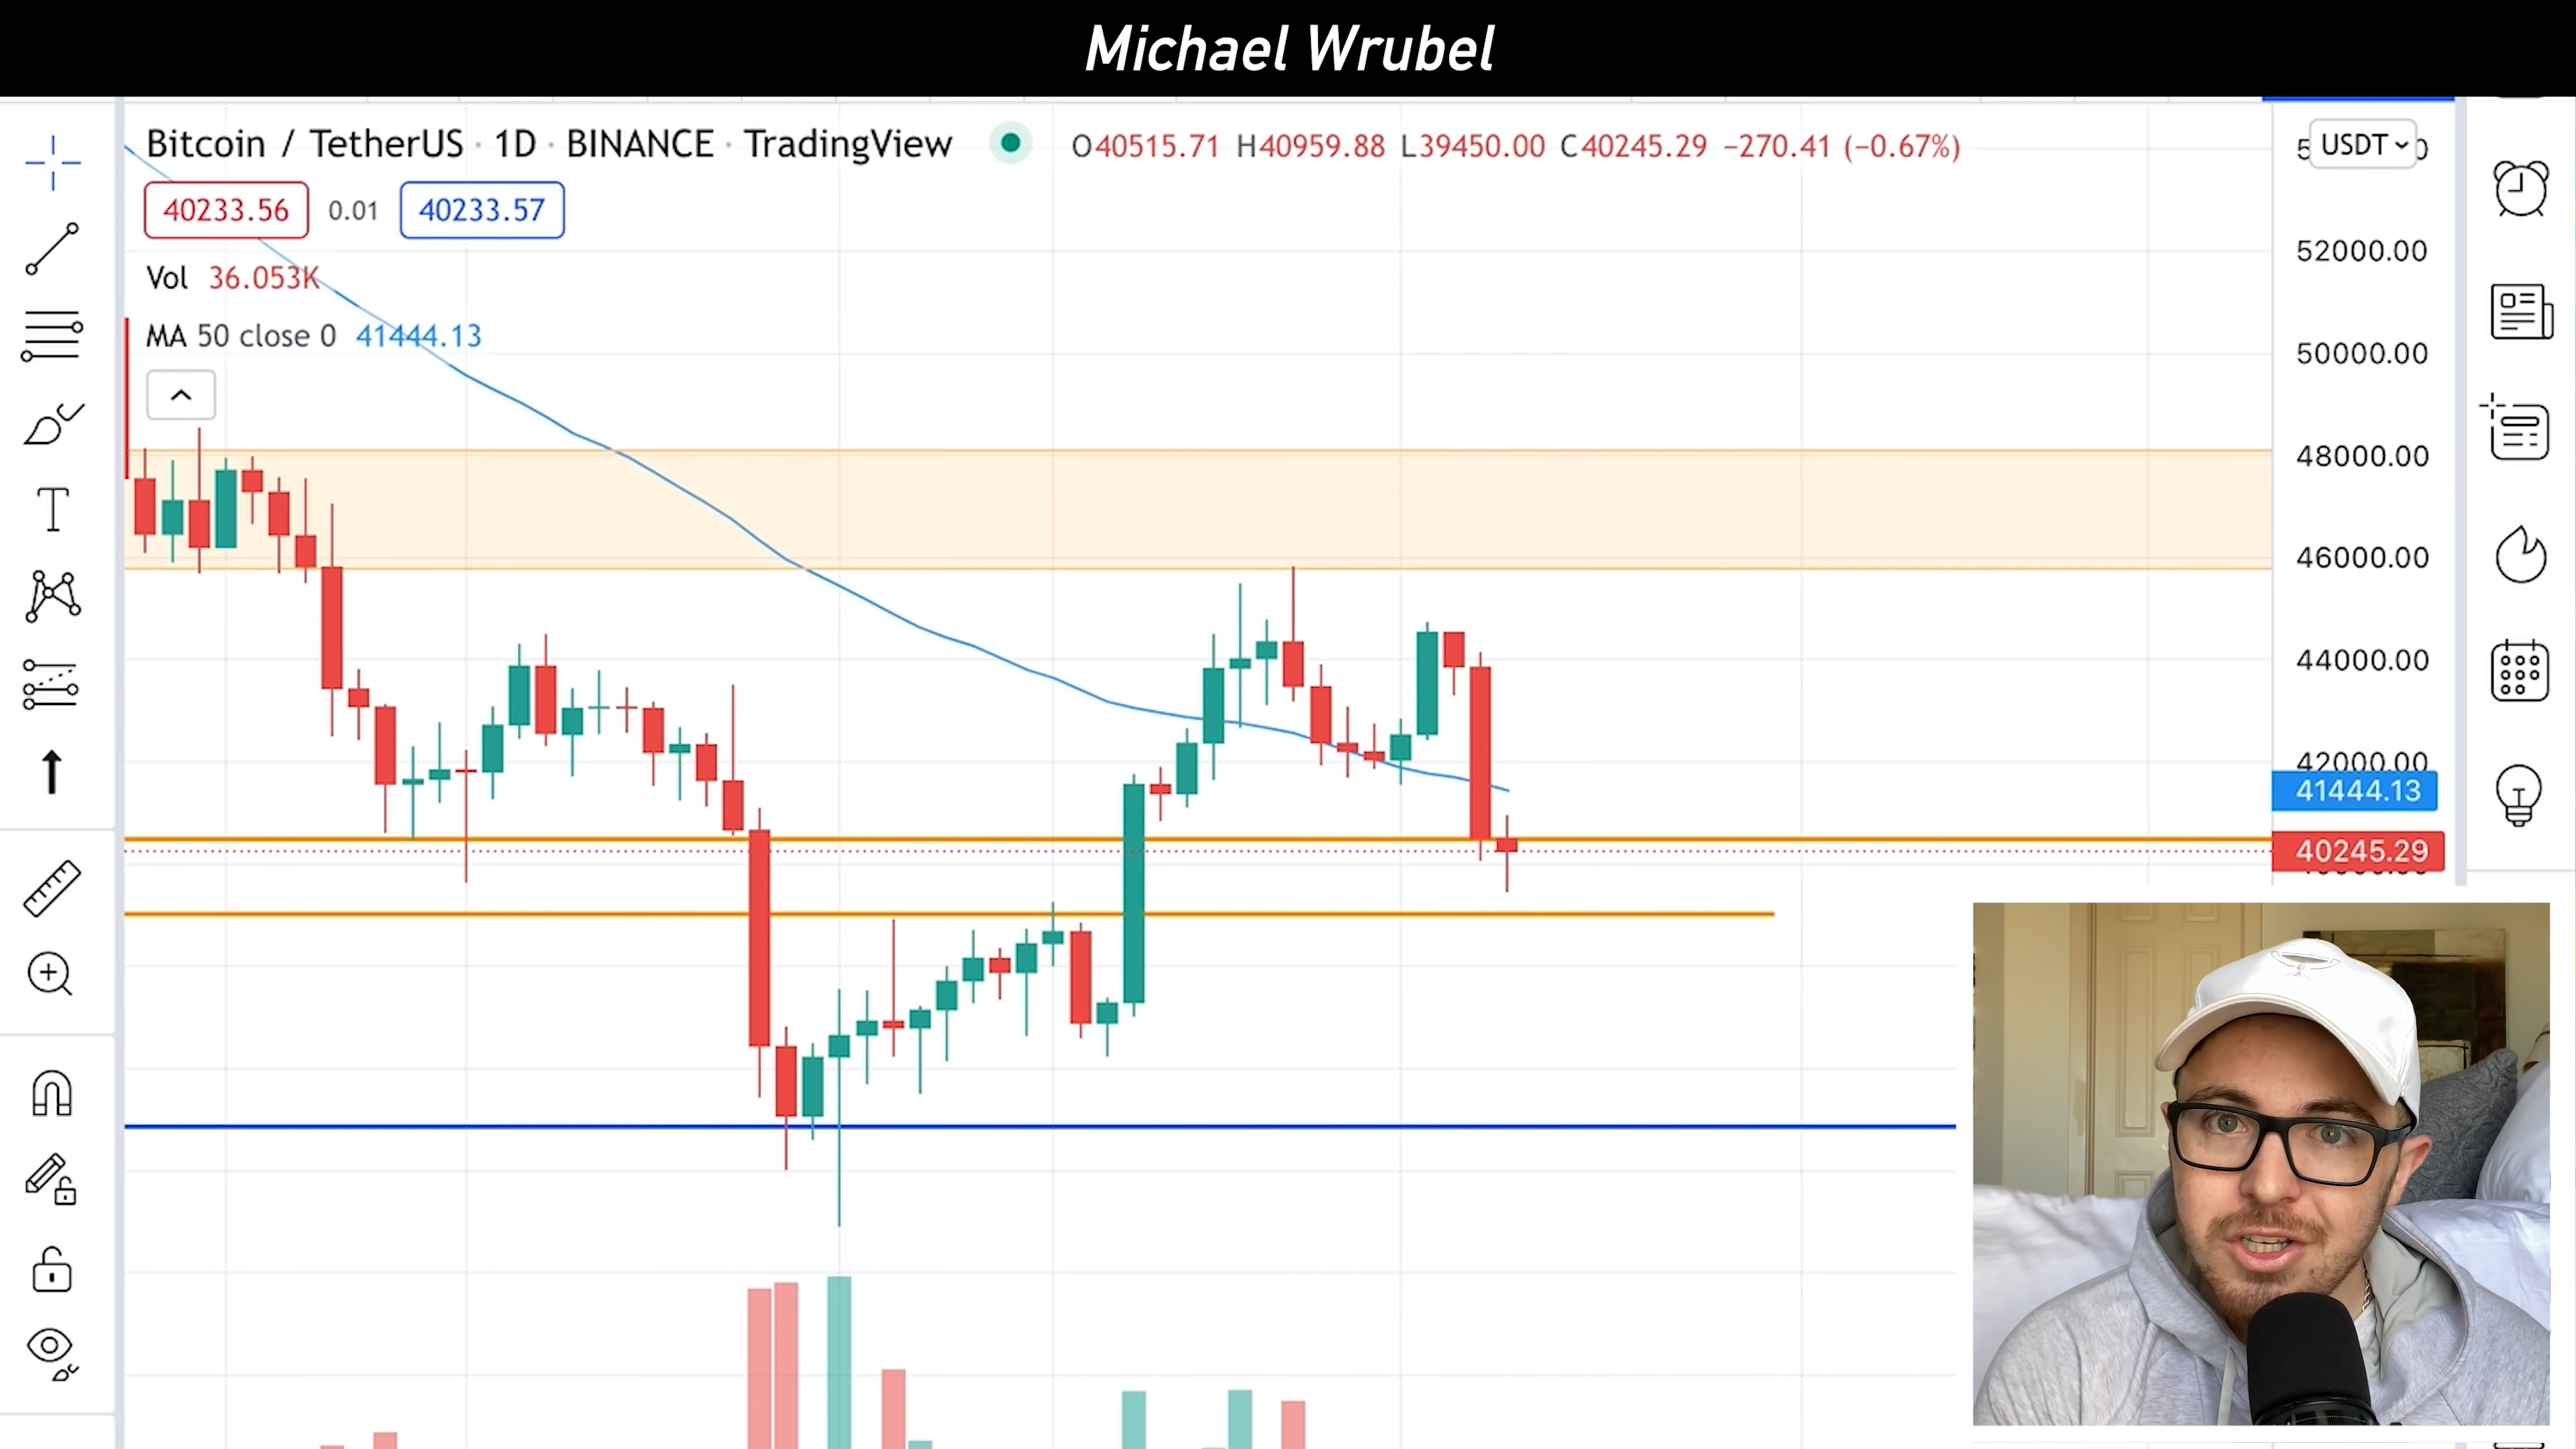 Michael Wrubel
Bitcoin / TetherUS · 1D · BINANCE · TradingView
O40515.71 H40959.88 L39450.00 C40245.29 −270.41 (−0.67%)
USDT
40233.56 0.01 40233.57
Vol 36.053K
MA 50 close 0 41444.13
52000.00
50000.00
48000.00
46000.00
44000.00
42000.00
41444.13
40245.29